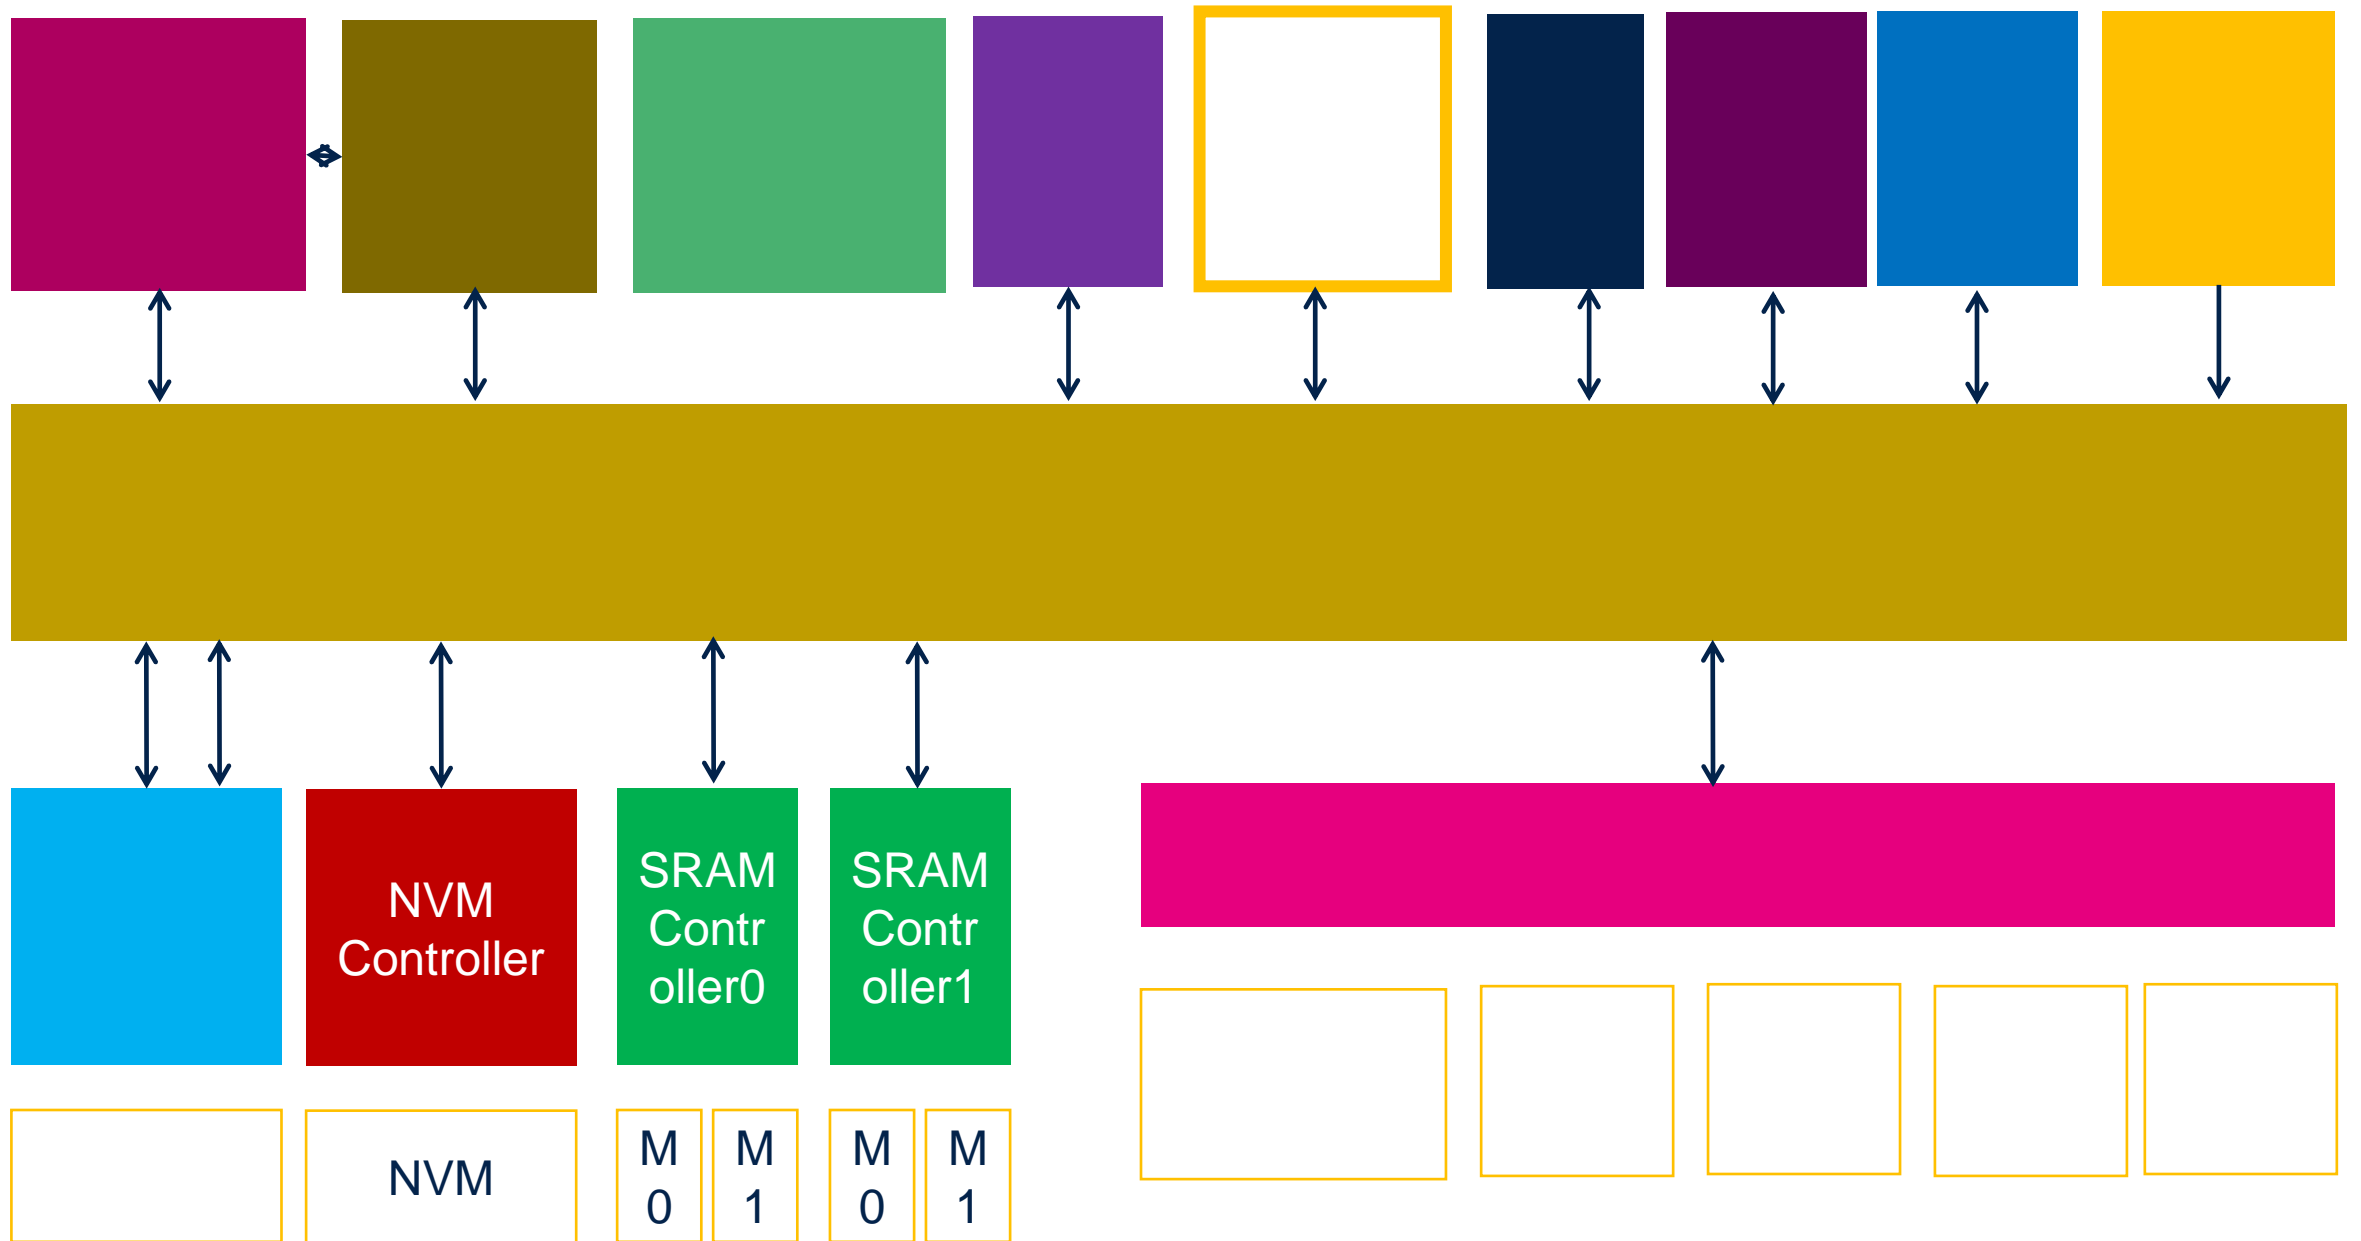 NVM
Controller
SRAM
Contr
oller0
SRAM
Contr
oller1
NVM
M
0
M
1
M
0
M
1